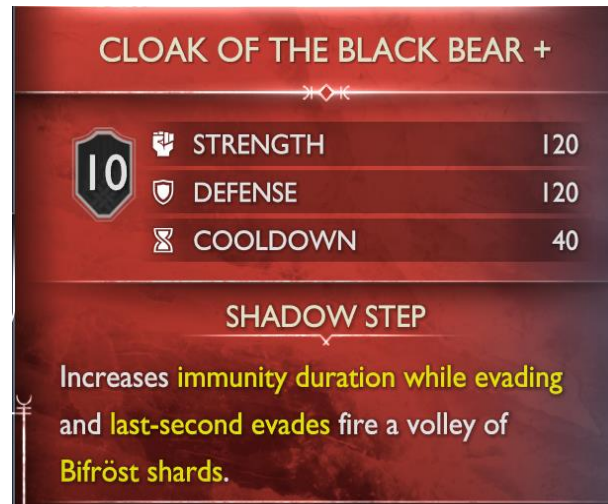 CLOAK OF THE BLACK BEAR +
10
STRENGTH 120
DEFENSE 120
COOLDOWN 40
SHADOW STEP
Increases immunity duration while evading
and last-second evades fire a volley of
Bifröst shards.